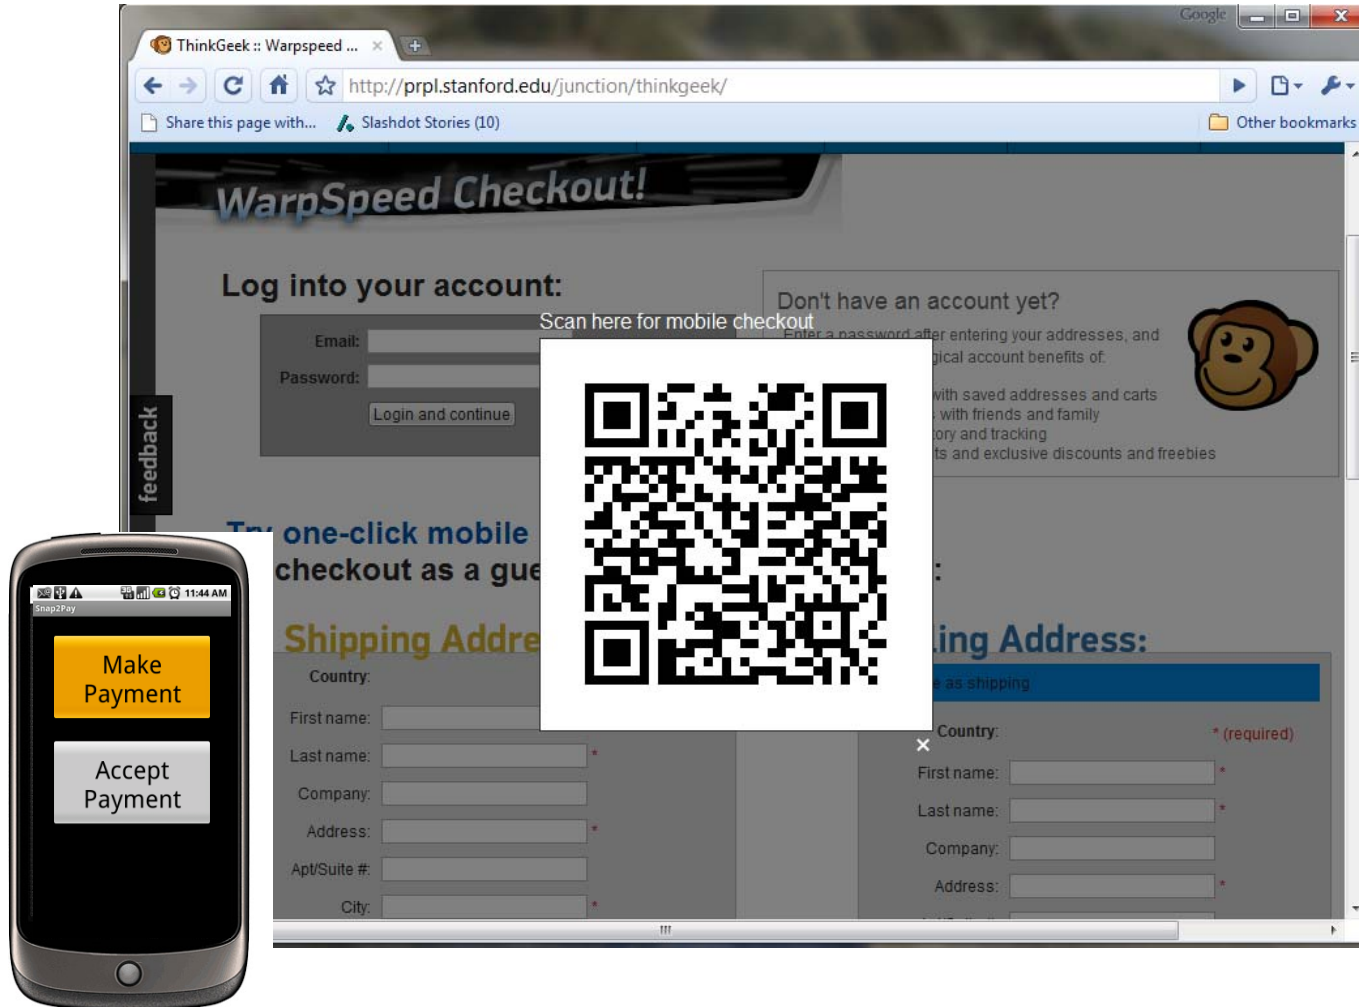 Google
ThinkGeek :: Warpspeed ...
http://prpl.stanford.edu/junction/thinkgeek/
Share this page with...
Slashdot Stories (10)
Other bookmarks
WarpSpeed Checkout!
Log into your account:
Email:
Password:
Login and continue
Don't have an account yet?
Enter a password after entering your addresses, and
gical account benefits of:
with saved addresses and carts
with friends and family
ory and tracking
ts and exclusive discounts and freebies
Scan here for mobile checkout
feedback
Try one-click mobile
checkout as a gue
:
Shipping Addre
Country:
First name:
Last name:
*
Company:
Address:
*
Apt/Suite #:
City:
*
ling Address:
e as shipping
Country:
* (required)
First name:
*
Last name:
*
Company:
Address:
*
11:44 AM
Snap2Pay
Make
Payment
Accept
Payment